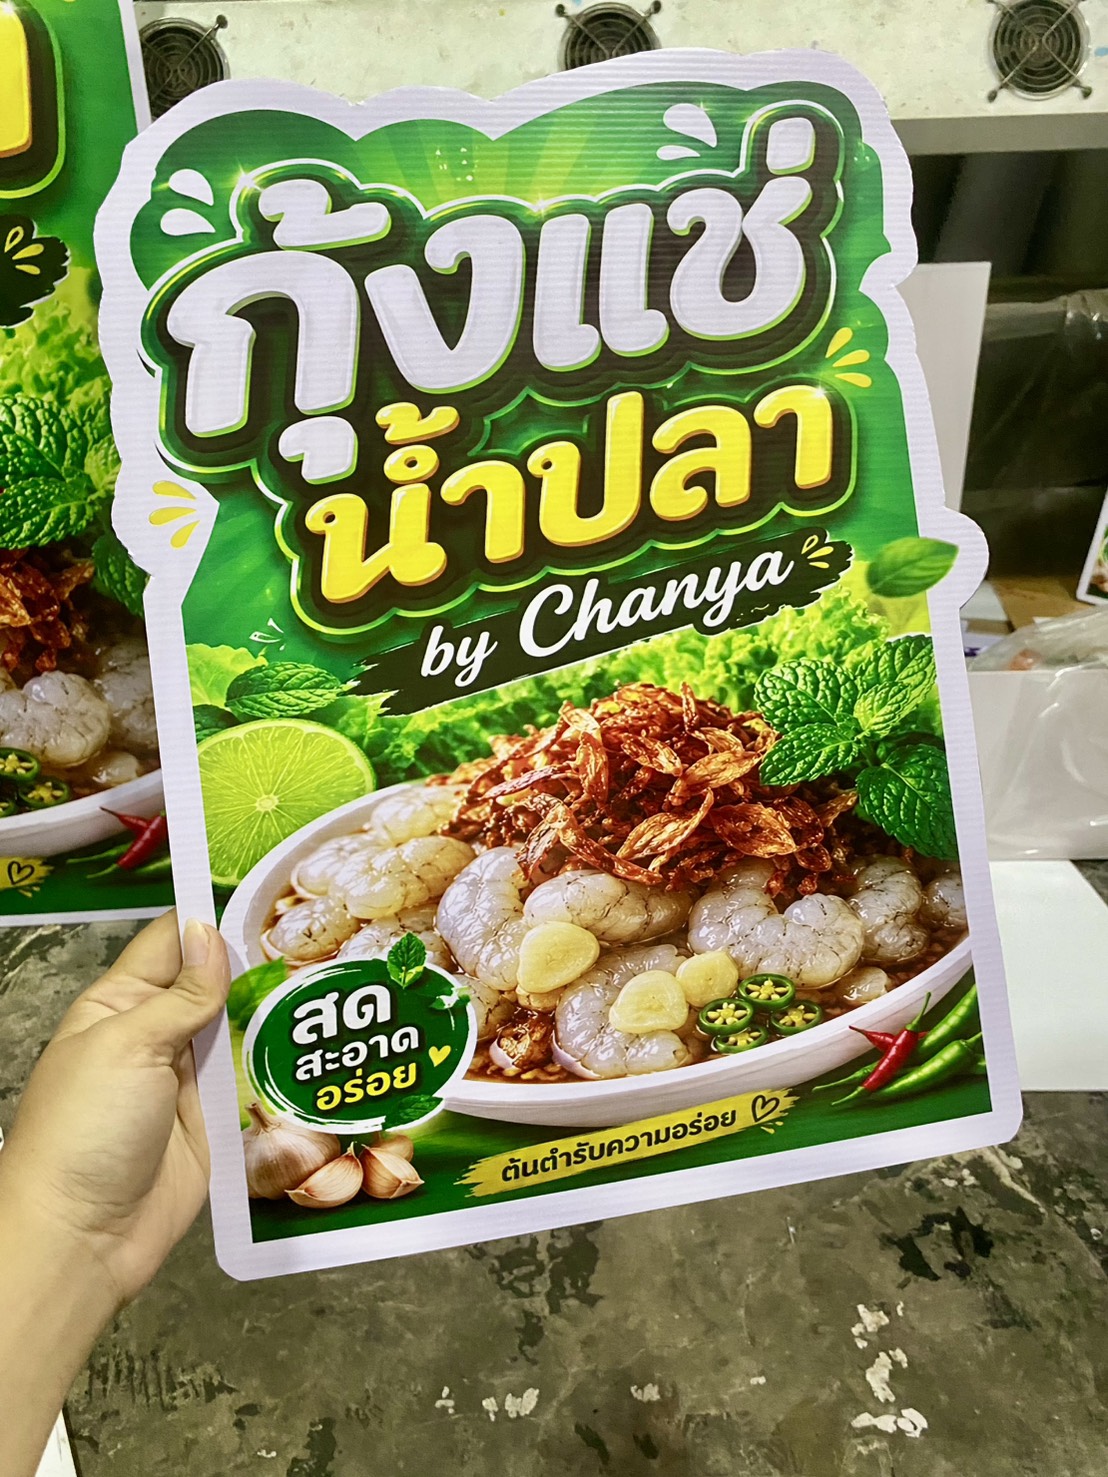 กุ้งแช่
น้ำปลา
by Chanya
สด
สะอาด
อร่อย
ต้นตำรับความอร่อย